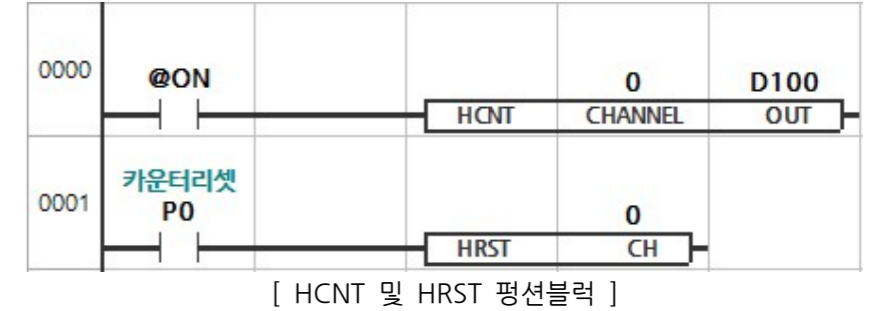 0000 @ON 0 D100
HCNT CHANNEL OUT
카운터리셋
0001 P0 0
HRST CH
[ HCNT 및 HRST 펑션블럭 ]